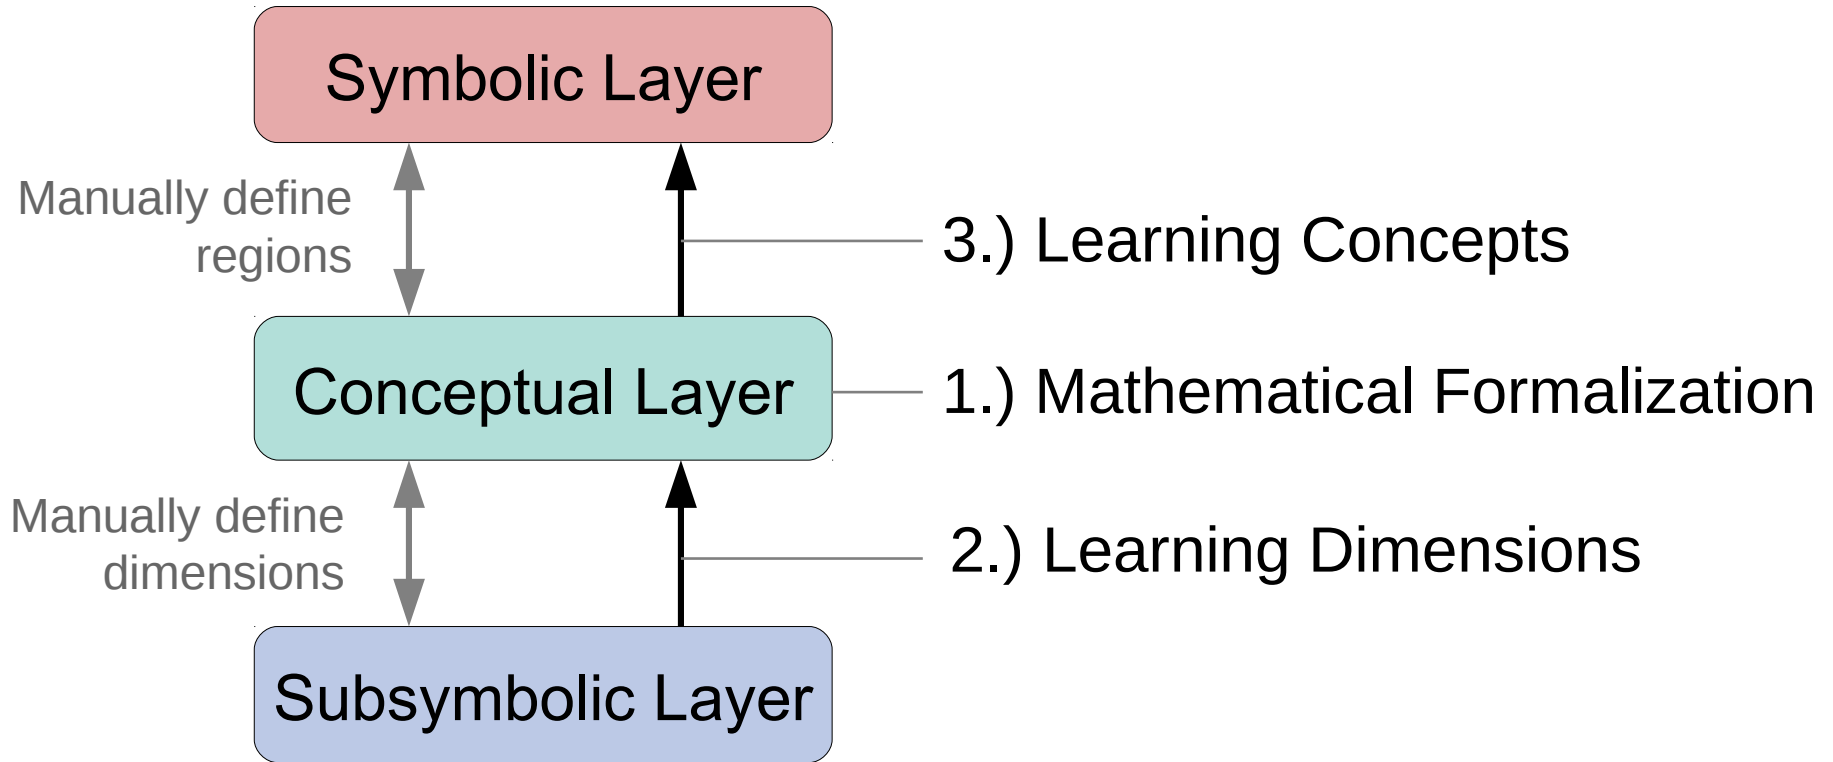 Symbolic Layer
Manually define
regions
3.) Learning Concepts
Conceptual Layer
1.) Mathematical Formalization
Manually define
dimensions
2.) Learning Dimensions
Subsymbolic Layer